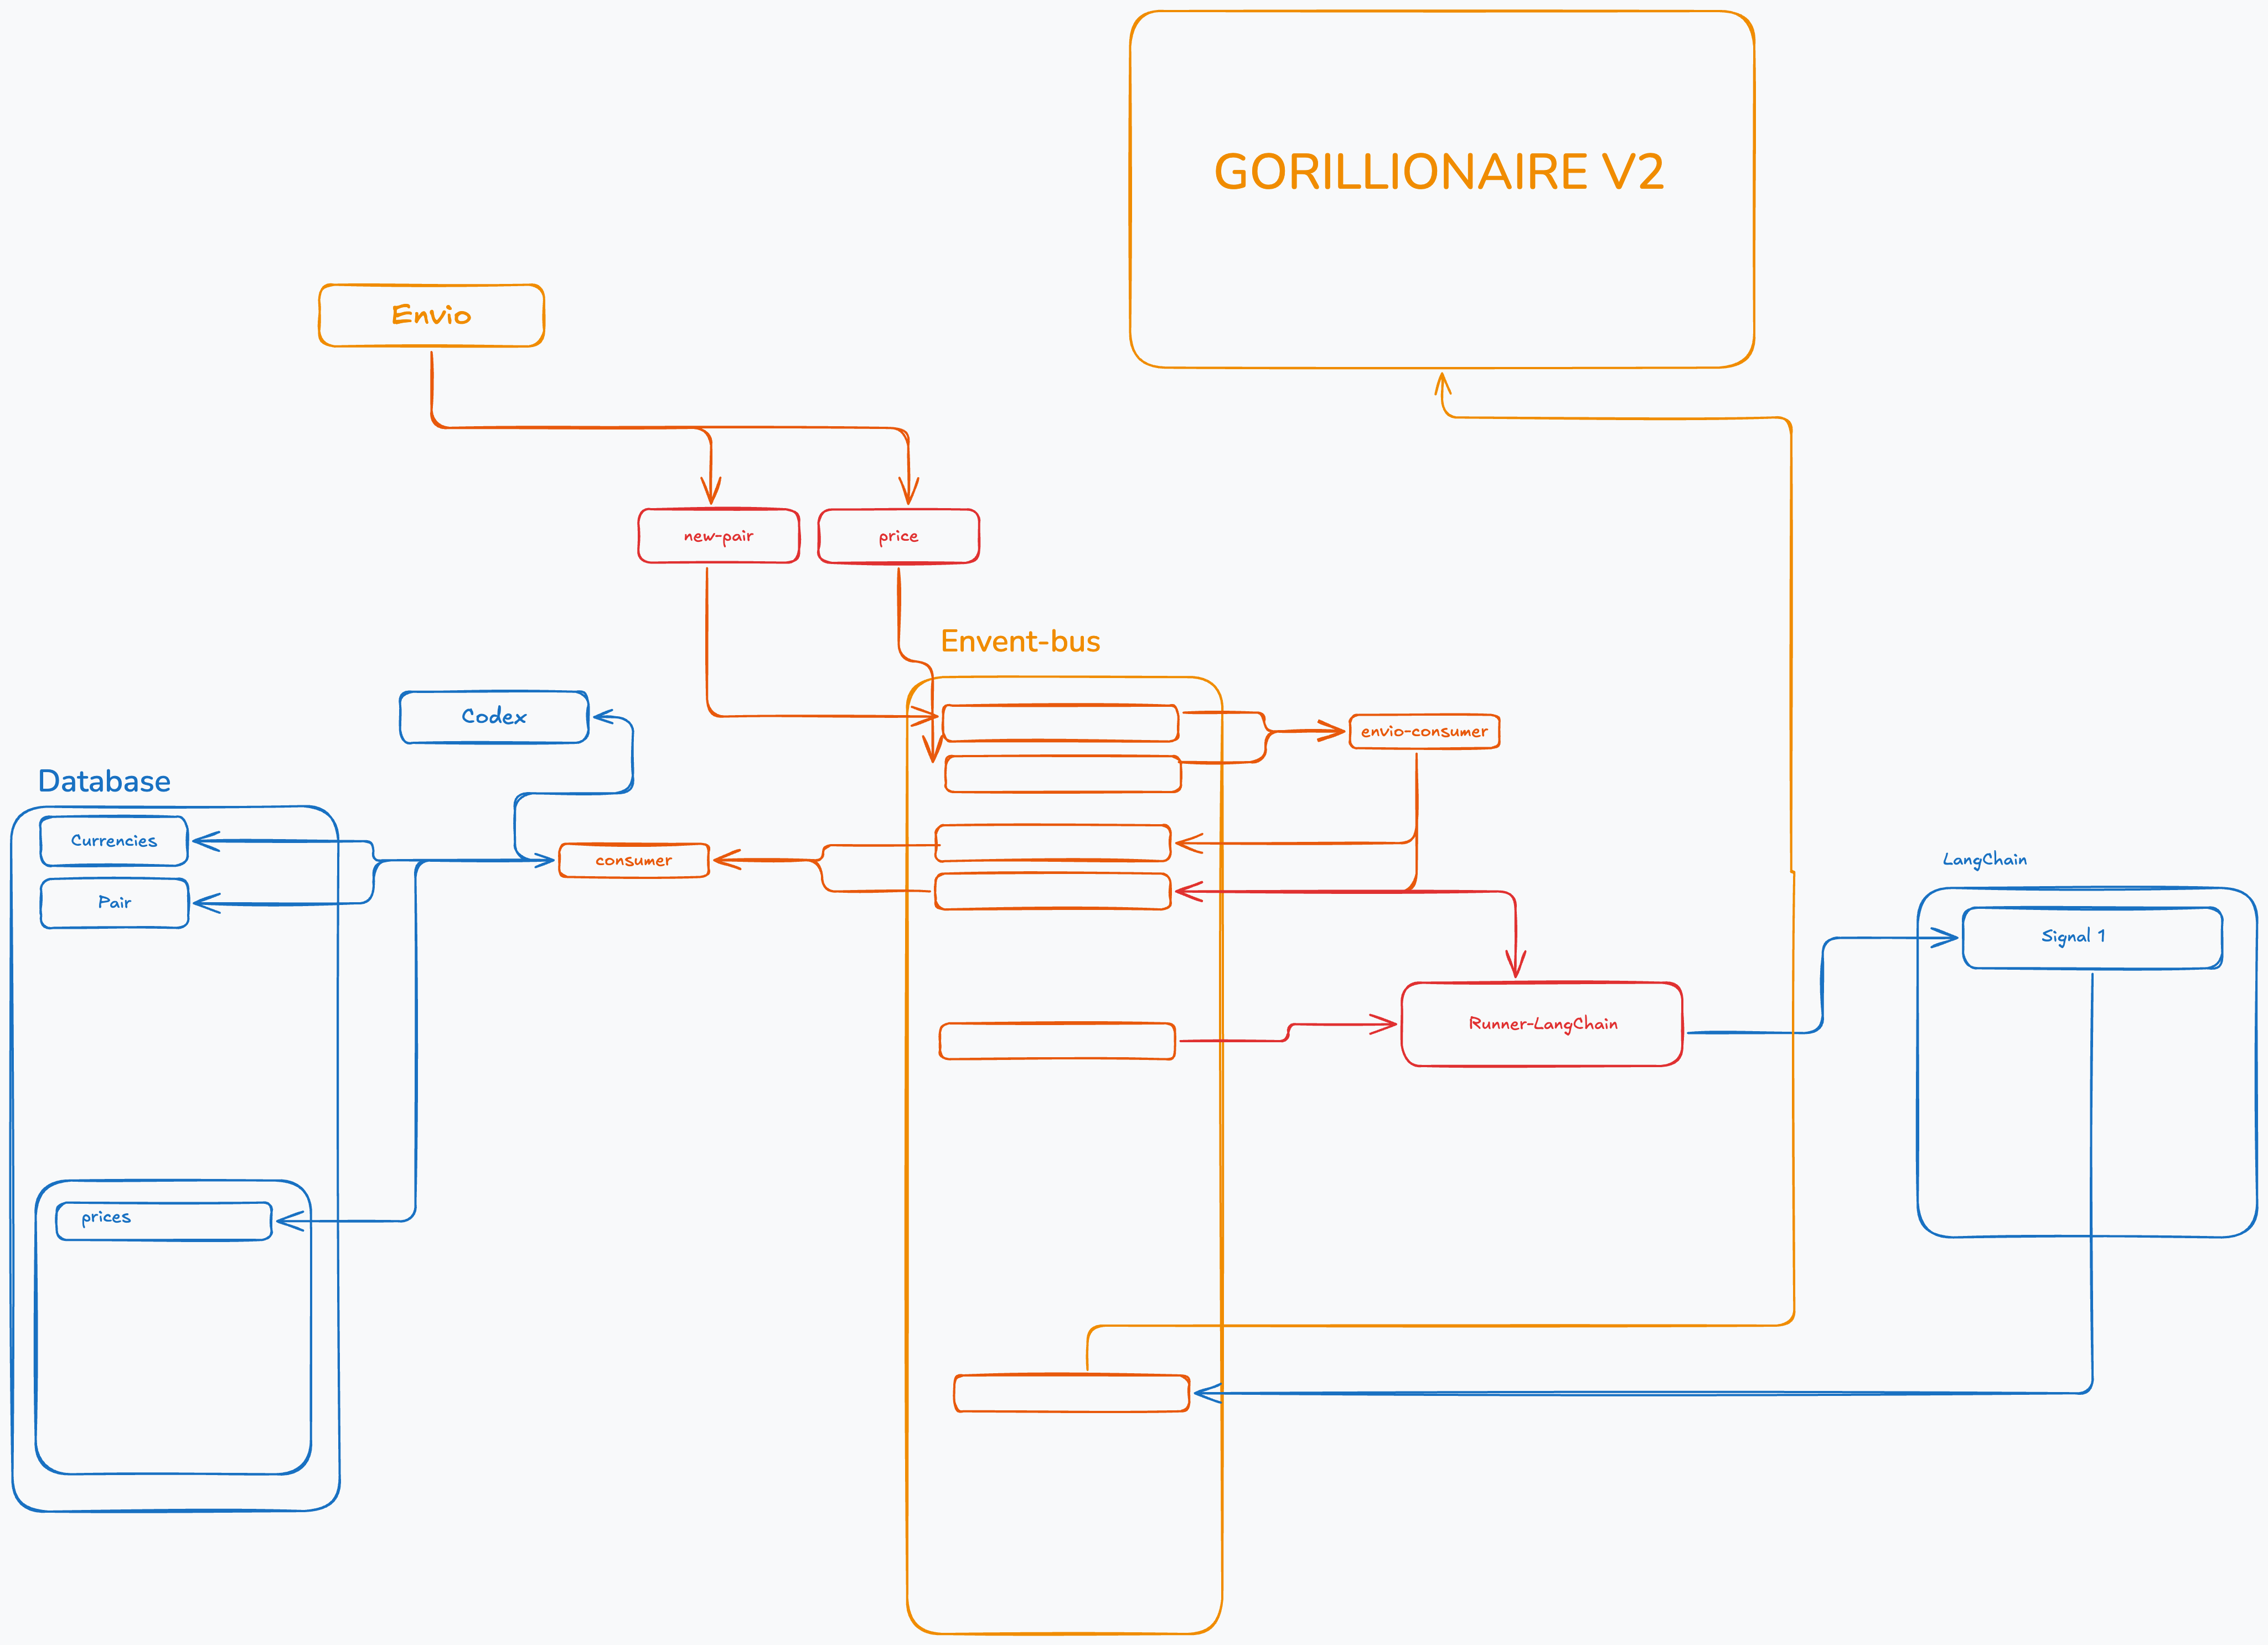 GORILLIONAIRE V2
Envio
new-pair
price
Envent-bus
Codex
envio-consumer
Database
Currencies
consumer
Pair
LangChain
Signal 1
Runner-LangChain
prices